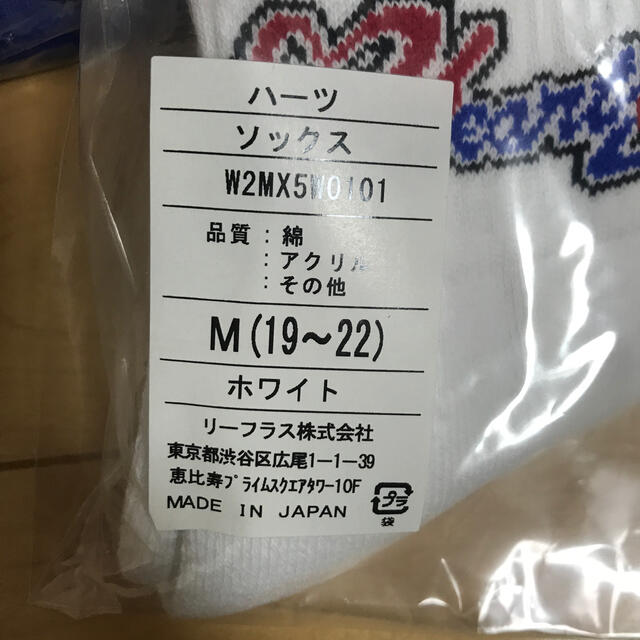 ハーツ
ソックス
W2MX5W0101
品質：綿
：アクリル
：その他
M(19～22)
ホワイト
リーフラス株式会社
東京都渋谷区広尾1-1-39
恵比寿プライムスクエアタワー10F
MADE IN JAPAN
プラ
袋